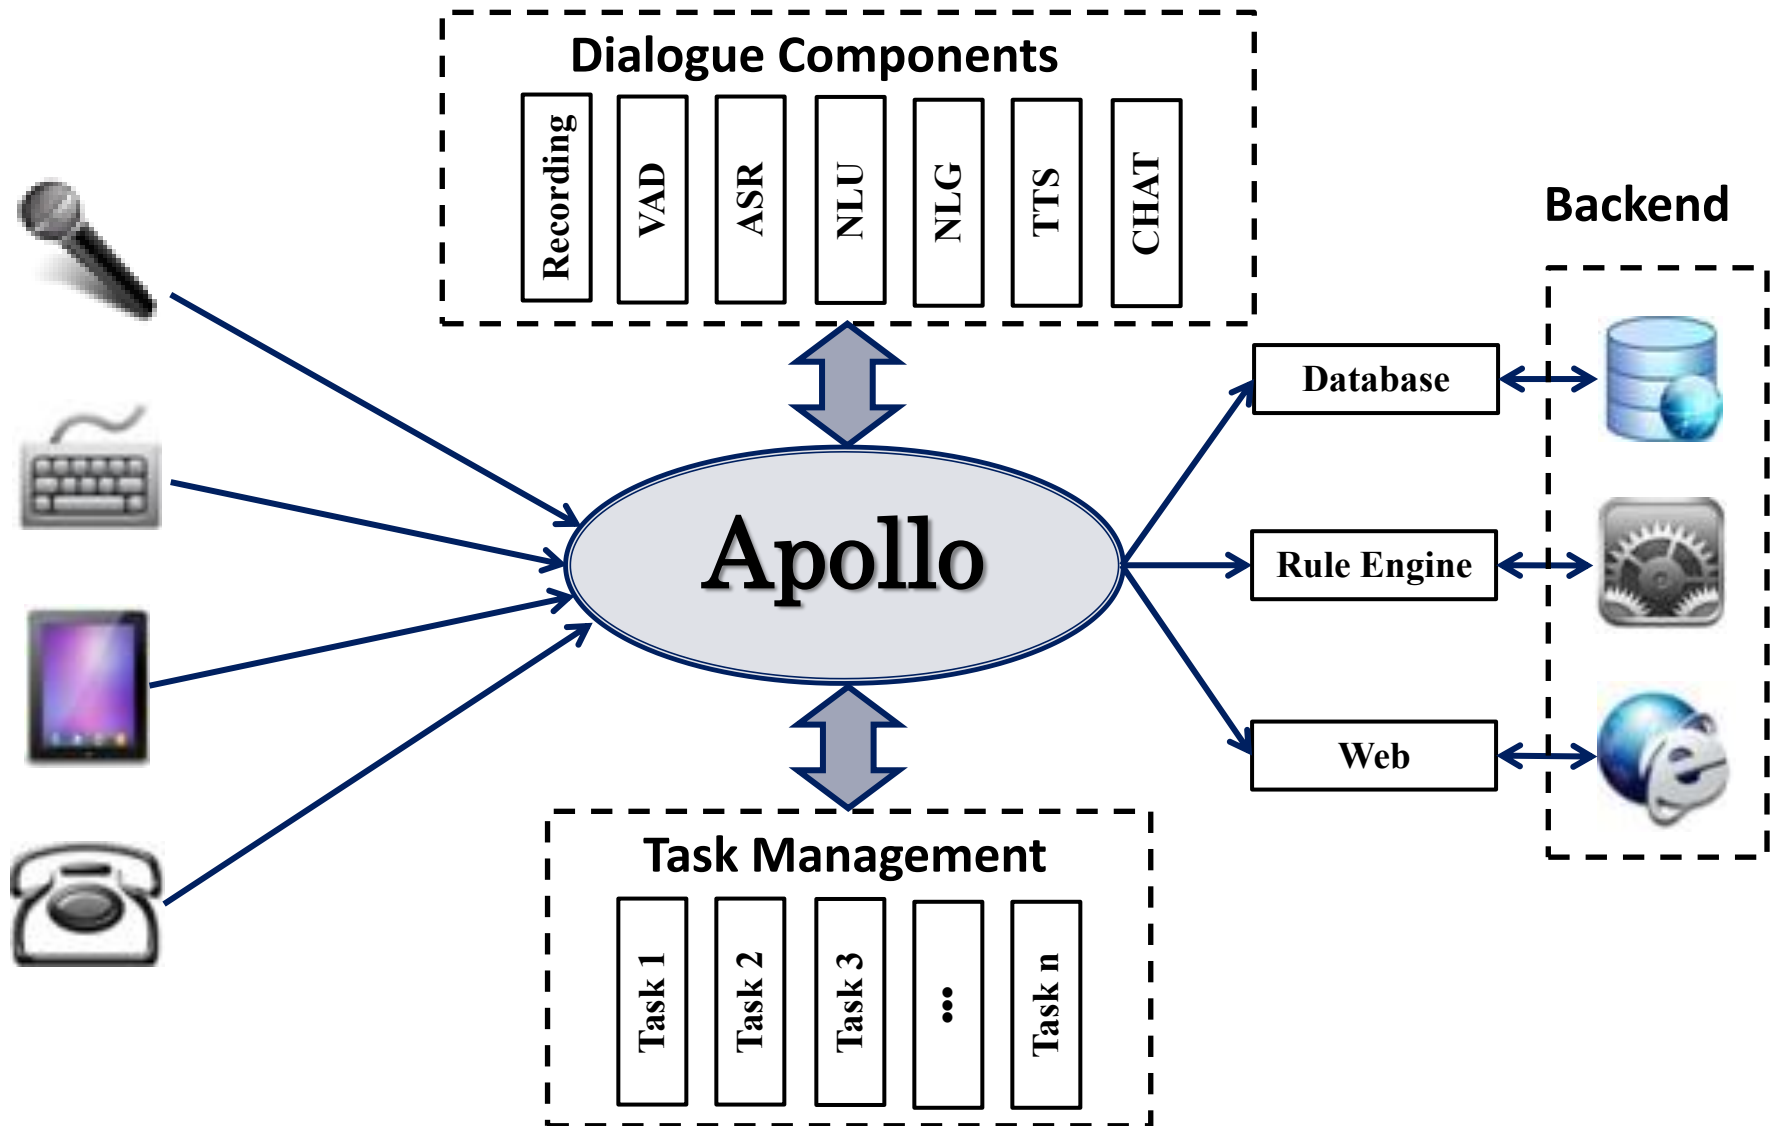 Dialogue Components
Recording
VAD
ASR
NLU
NLG
TTS
CHAT
Backend
Database
Apollo
Rule Engine
Web
Task Management
Task 1
Task 2
Task 3
...
Task n